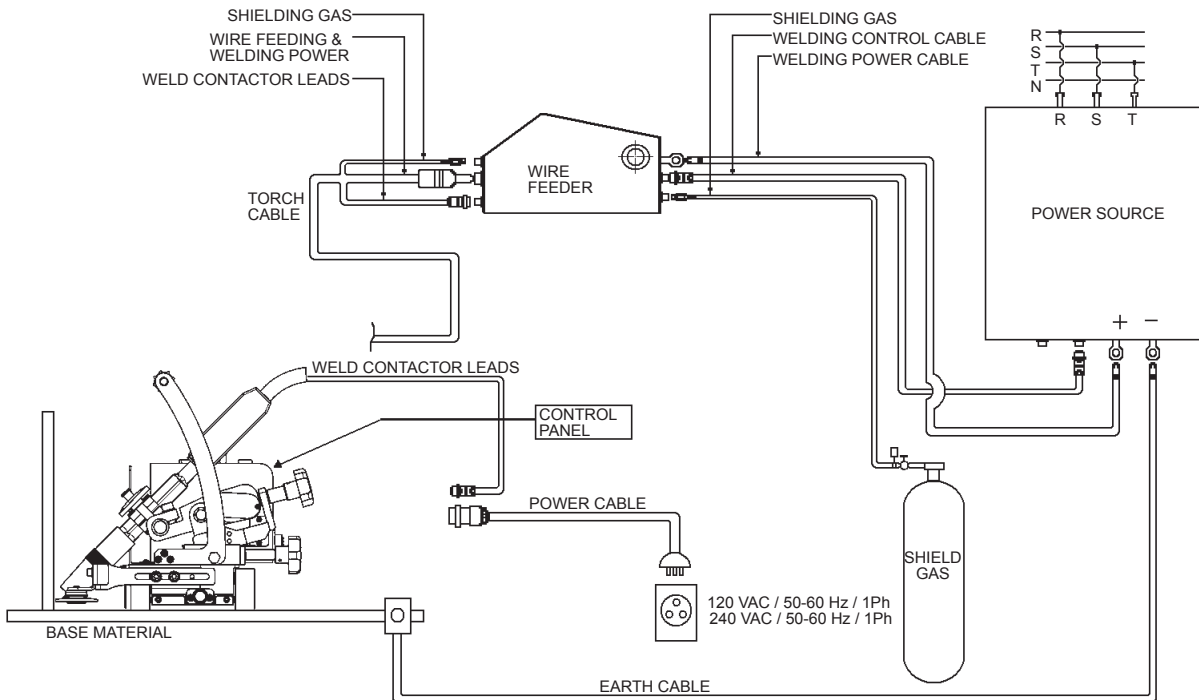 SHIELDING GAS
WIRE FEEDING &
WELDING POWER
WELD CONTACTOR LEADS
SHIELDING GAS
WELDING CONTROL CABLE
WELDING POWER CABLE
R
S
T
N
R S T
WIRE
FEEDER
TORCH
CABLE
POWER SOURCE
+ −
WELD CONTACTOR LEADS
CONTROL
PANEL
POWER CABLE
SHIELD
GAS
120 VAC / 50-60 Hz / 1Ph
240 VAC / 50-60 Hz / 1Ph
BASE MATERIAL
EARTH CABLE